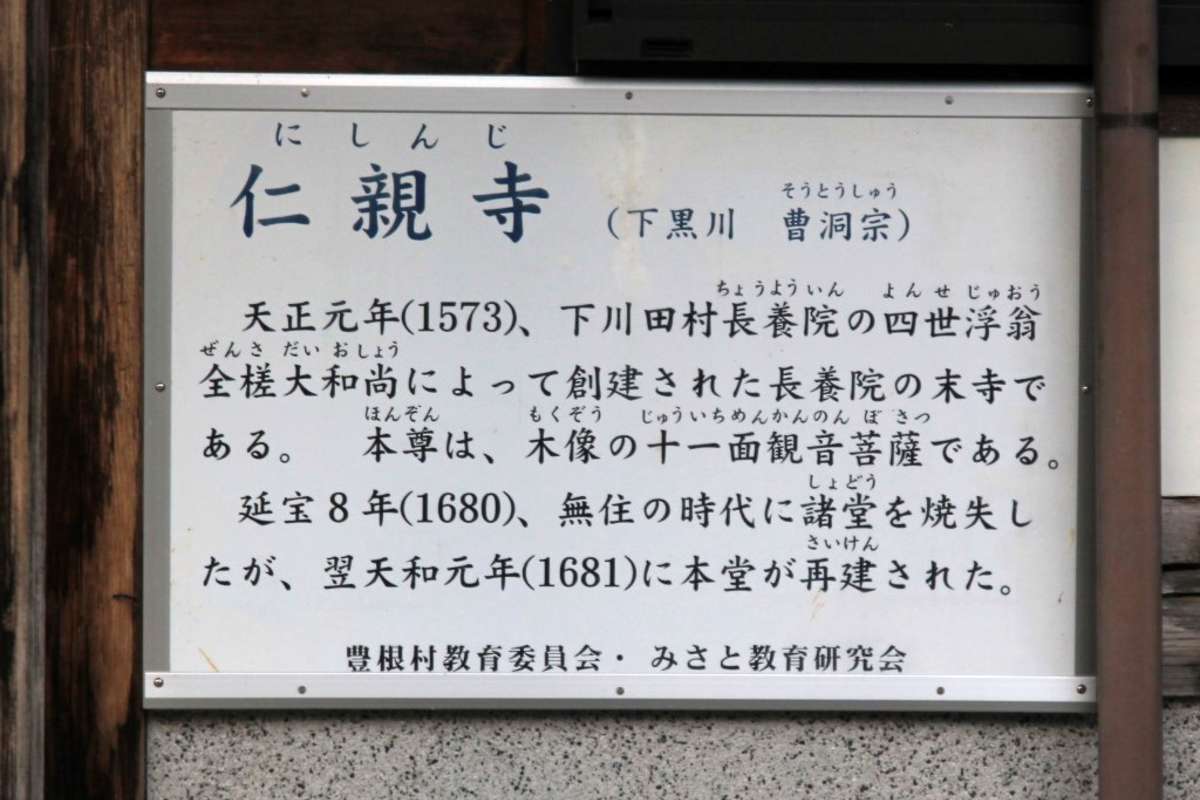 にしんじ
仁親寺
そうとうしゅう
（下黒川　曹洞宗）
ちょうよういん　よんせ じゅおう
天正元年(1573)、下川田村長養院の四世浮翁
ぜんさ だい おしょう
全槎大和尚によって創建された長養院の末寺で
ほんぞん　もくぞう　じゅういちめんかんのん ぼ さつ
ある。　本尊は、木像の十一面観音菩薩である。
しょどう
延宝8年(1680)、無住の時代に諸堂を焼失し
さいけん
たが、翌天和元年(1681)に本堂が再建された。
豊根村教育委員会・ みさと教育研究会